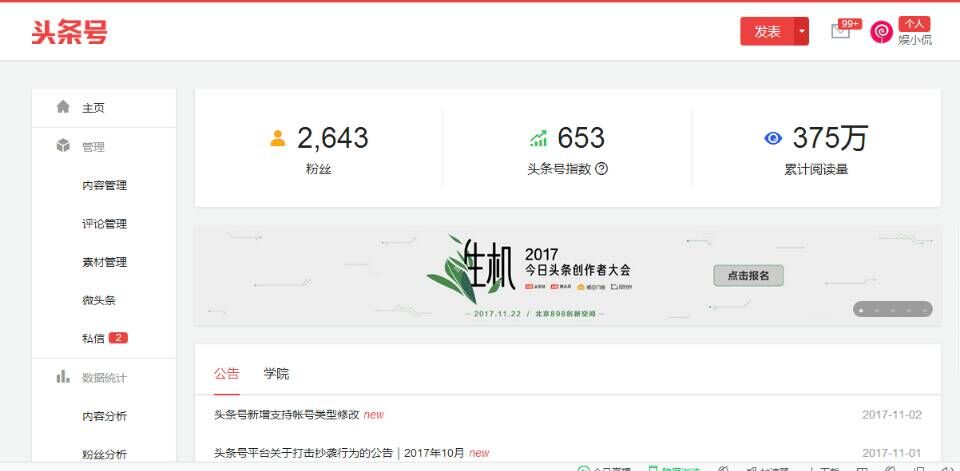 头条号
发表
99+
个人
娱小侃
主页
管理
内容管理
评论管理
素材管理
微头条
私信 2
数据统计
内容分析
粉丝分析
2,643
粉丝
653
头条号指数
375万
累计阅读量
生机
2017
今日头条创作者大会
点击报名
2017.11.22 / 北京898创新空间
公告 学院
头条号新增支持帐号类型修改 new 2017-11-02
头条号平台关于打击抄袭行为的公告 | 2017年10月 new 2017-11-01